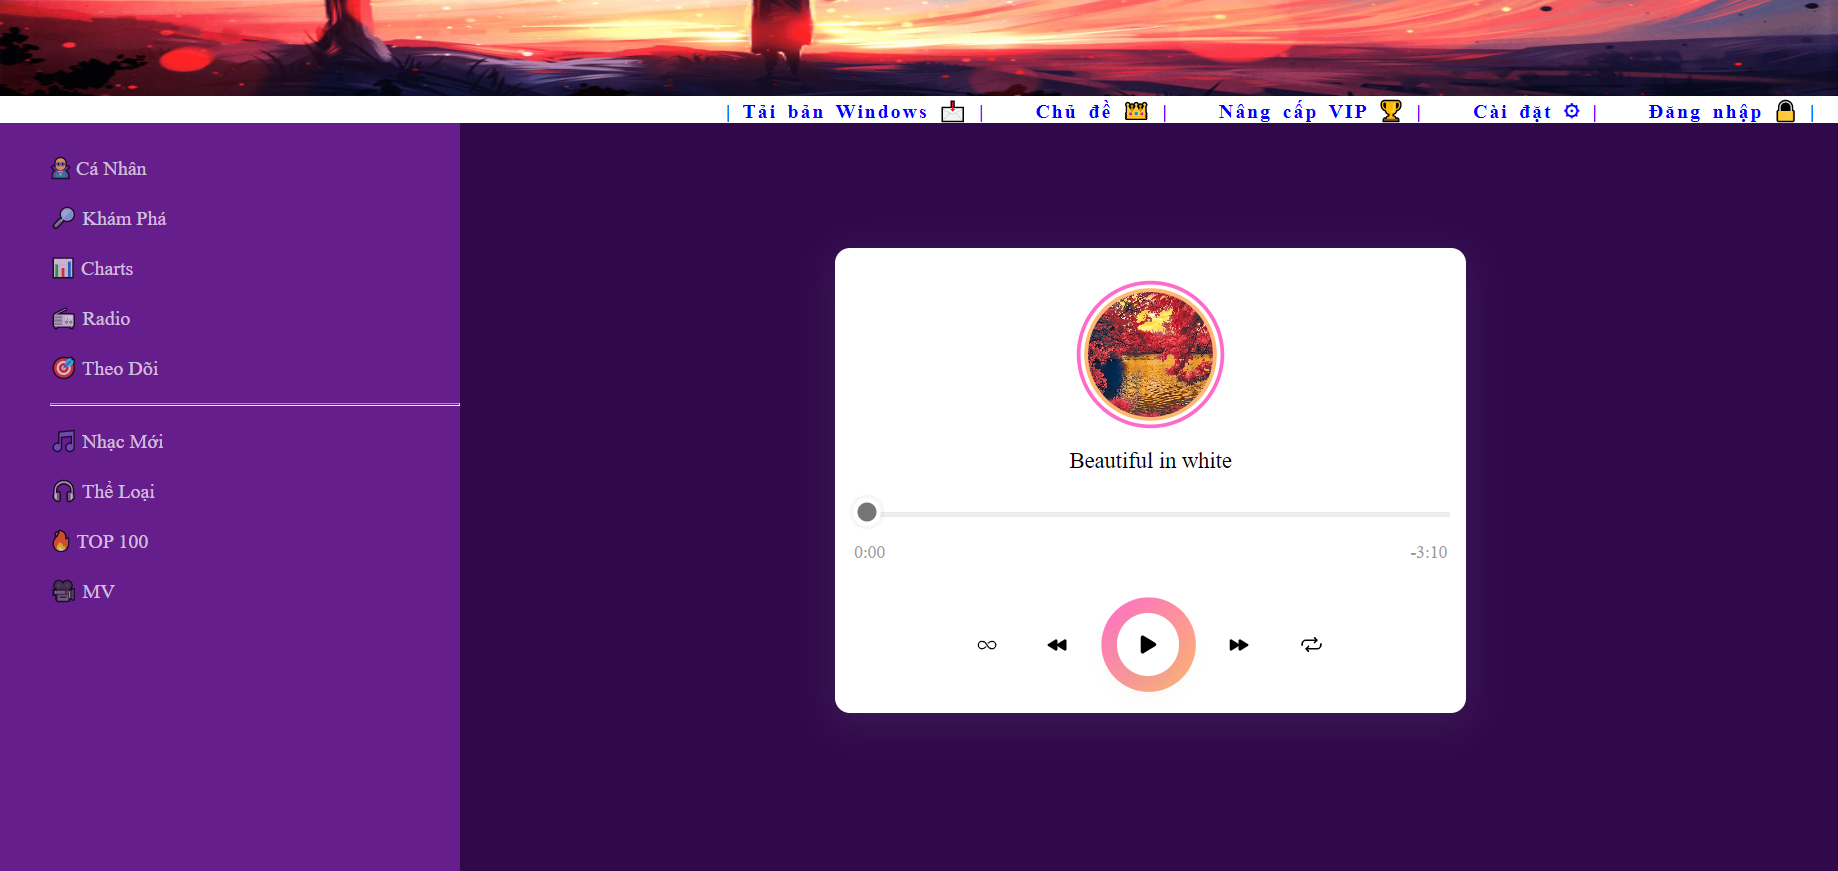 | Tải bản Windows | Chủ đề | Nâng cấp VIP | Cài đặt | Đăng nhập |
Cá Nhân
Khám Phá
Charts
Radio
Theo Dõi
Nhạc Mới
Thể Loại
TOP 100
MV
Beautiful in white
0:00 -3:10